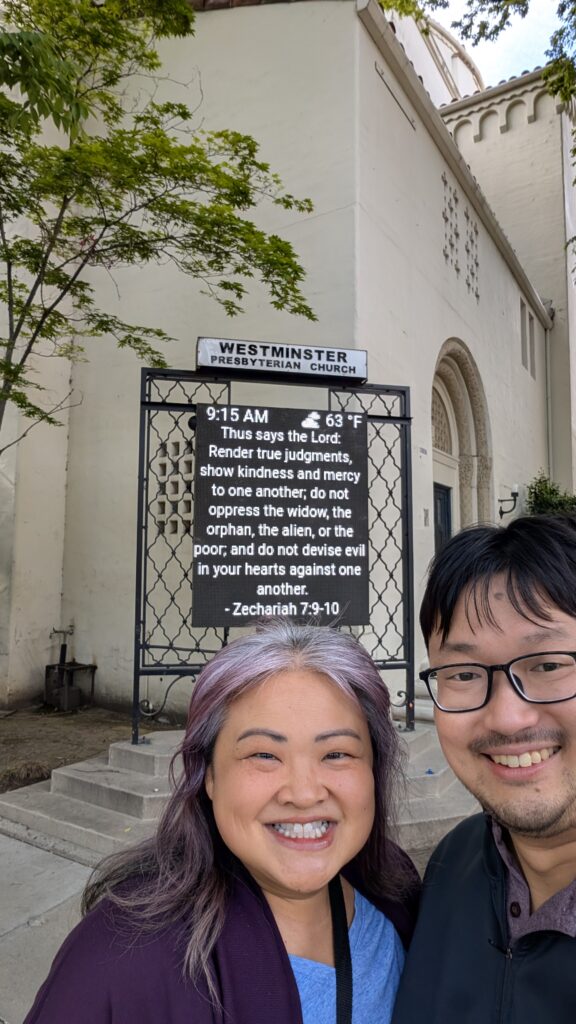 WESTMINSTER
PRESBYTERIAN CHURCH
9:15 AM 63 °F
Thus says the Lord:
Render true judgments,
show kindness and mercy
to one another; do not
oppress the widow, the
orphan, the alien, or the
poor; and do not devise evil
in your hearts against one
another.
- Zechariah 7:9-10